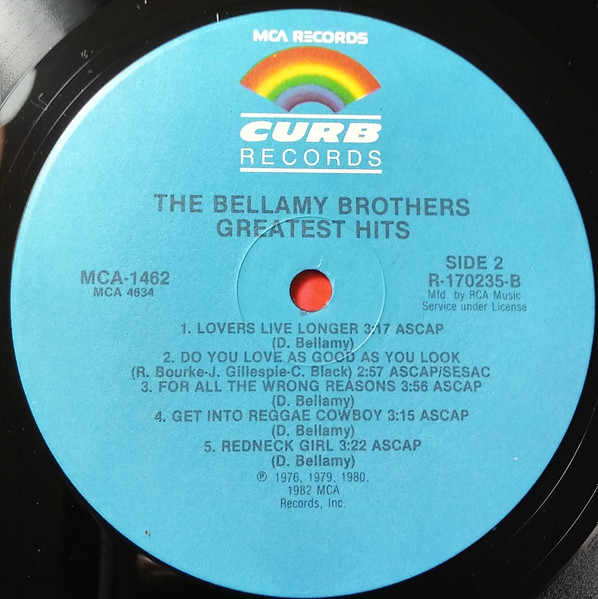 MCA RECORDS
CURB
RECORDS
THE BELLAMY BROTHERS
GREATEST HITS
MCA-1462
MCA 4634
SIDE 2
R-170235-B
Mfd. by RCA Music
Service under License
1. LOVERS LIVE LONGER 3:17 ASCAP
(D. Bellamy)
2. DO YOU LOVE AS GOOD AS YOU LOOK
(R. Bourke-J. Gillespie-C. Black) 2:57 ASCAP/SESAC
3. FOR ALL THE WRONG REASONS 3:56 ASCAP
(D. Bellamy)
4. GET INTO REGGAE COWBOY 3:15 ASCAP
(D. Bellamy)
5. REDNECK GIRL 3:22 ASCAP
(D. Bellamy)
℗ 1976, 1979, 1980,
1982 MCA
Records, Inc.